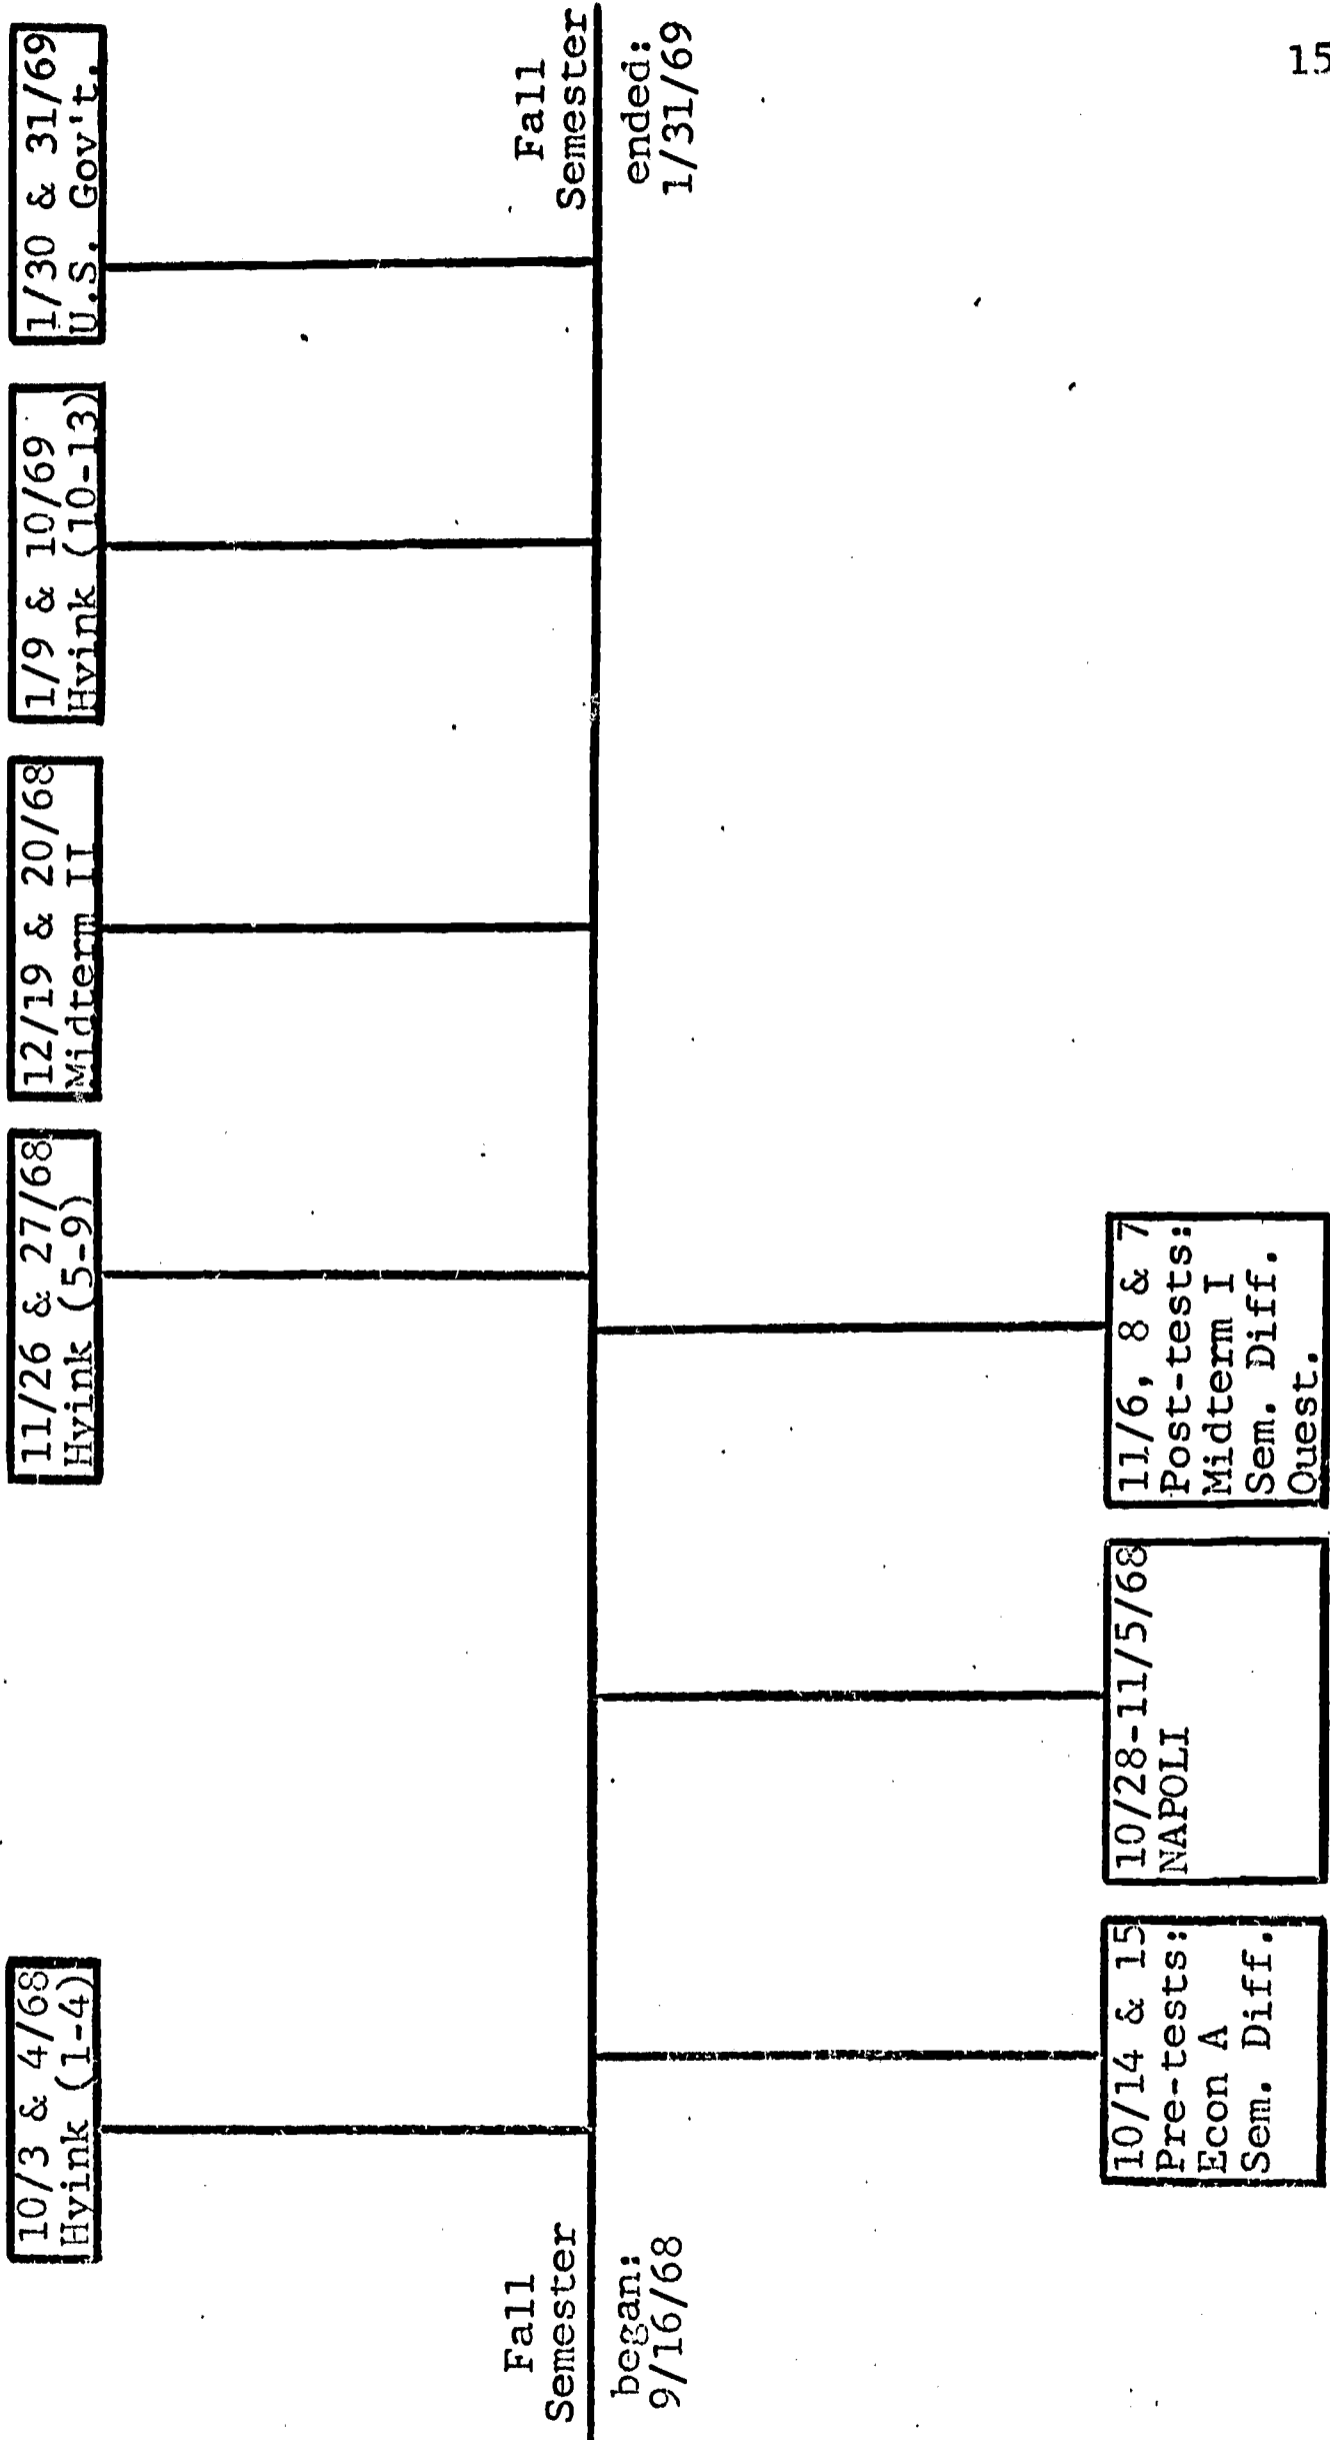 10/3 & 4/68
Hvink (1-4)
11/26 & 27/68
Hvink (5-9)
12/19 & 20/68
Midterm II
1/9 & 10/69
Hvink (10-13)
1/30 & 31/69
U.S. Gov't.
Fall
Semester
began:
9/16/68
Fall
Semester
ended:
1/31/69
10/14 & 15
Pre-tests:
Econ A
Sem. Diff.
10/28-11/5/68
NAPOLI
11/6, 8 & 7
Post-tests:
Midterm I
Sem. Diff.
Quest.
15